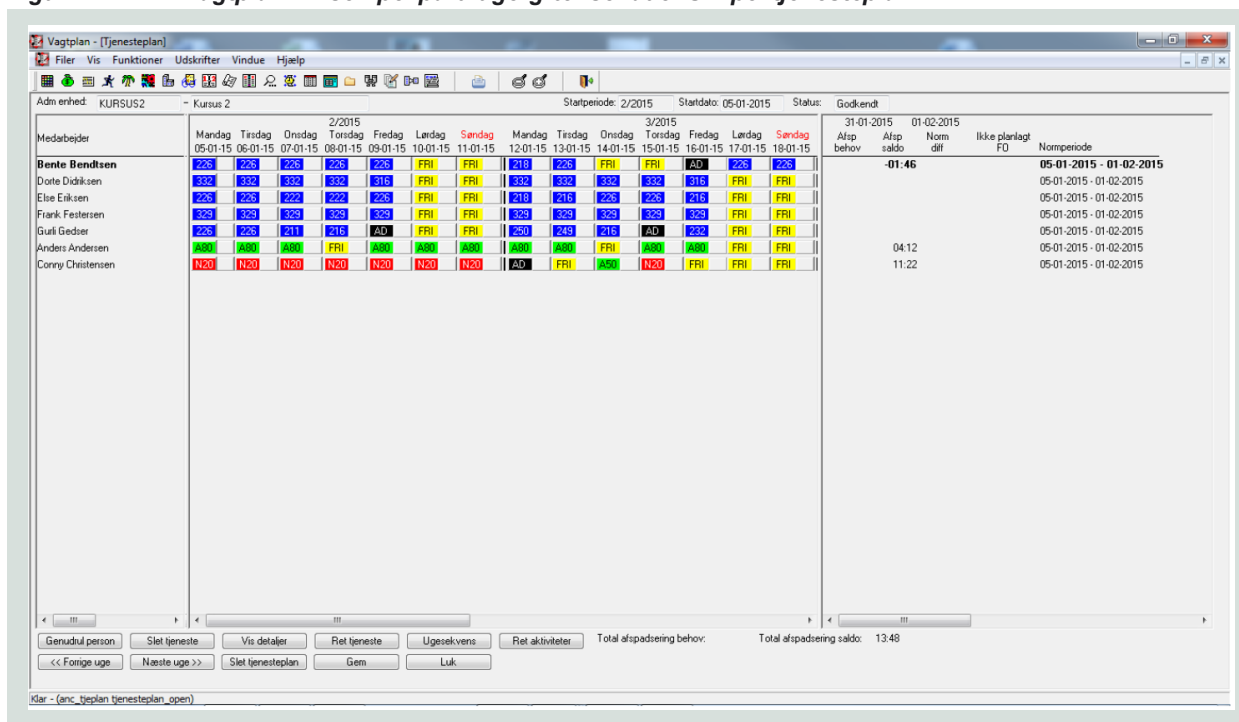 Vagtplan - [Tjenesteplan]
Filer Vis Funktioner Udskrifter Vindue Hjælp
Adm enhed: KURSUS2 - Kursus 2 Startperiode: 2/2015 Startdato: 05-01-2015 Status: Godkendt
2/2015 3/2015 31-01-2015 01-02-2015
Medarbejder Mandag Tirsdag Onsdag Torsdag Fredag Lørdag Søndag Mandag Tirsdag Onsdag Torsdag Fredag Lørdag Søndag Afsp behov Afsp saldo Norm diff Ikke planlagt F0 Normperiode
05-01-15 06-01-15 07-01-15 08-01-15 09-01-15 10-01-15 11-01-15 12-01-15 13-01-15 14-01-15 15-01-15 16-01-15 17-01-15 18-01-15
Bente Bendtsen 226 226 226 226 226 FRI FRI 218 226 FRI FRI AD 226 226 -01:46 05-01-2015 - 01-02-2015
Dorte Didriksen 332 332 332 332 316 FRI FRI 332 332 332 332 316 FRI FRI 05-01-2015 - 01-02-2015
Else Eriksen 226 226 222 222 226 FRI FRI 218 216 226 226 216 FRI FRI 05-01-2015 - 01-02-2015
Frank Festersen 329 329 329 329 329 FRI FRI 329 329 329 329 329 FRI FRI 05-01-2015 - 01-02-2015
Gurli Gedser 226 226 211 216 AD FRI FRI 250 249 216 AD 232 FRI FRI 05-01-2015 - 01-02-2015
Anders Andersen A80 A80 A80 FRI A80 A80 A80 A80 A80 FRI A80 A80 FRI FRI 04:12 05-01-2015 - 01-02-2015
Conny Christensen N20 N20 N20 N20 N20 N20 N20 AD FRI A50 N20 FRI FRI FRI 11:22 05-01-2015 - 01-02-2015
Genudrul person Slet tjeneste Vis detaljer Ret tjeneste Ugesekvens Ret aktiviteter Total afspadsering behov: Total afspadsering saldo: 13:48
<< Forrige uge Næste uge >> Slet tjenesteplan Gem Luk
Klar - (anc_tjeplan tjenesteplan_open)